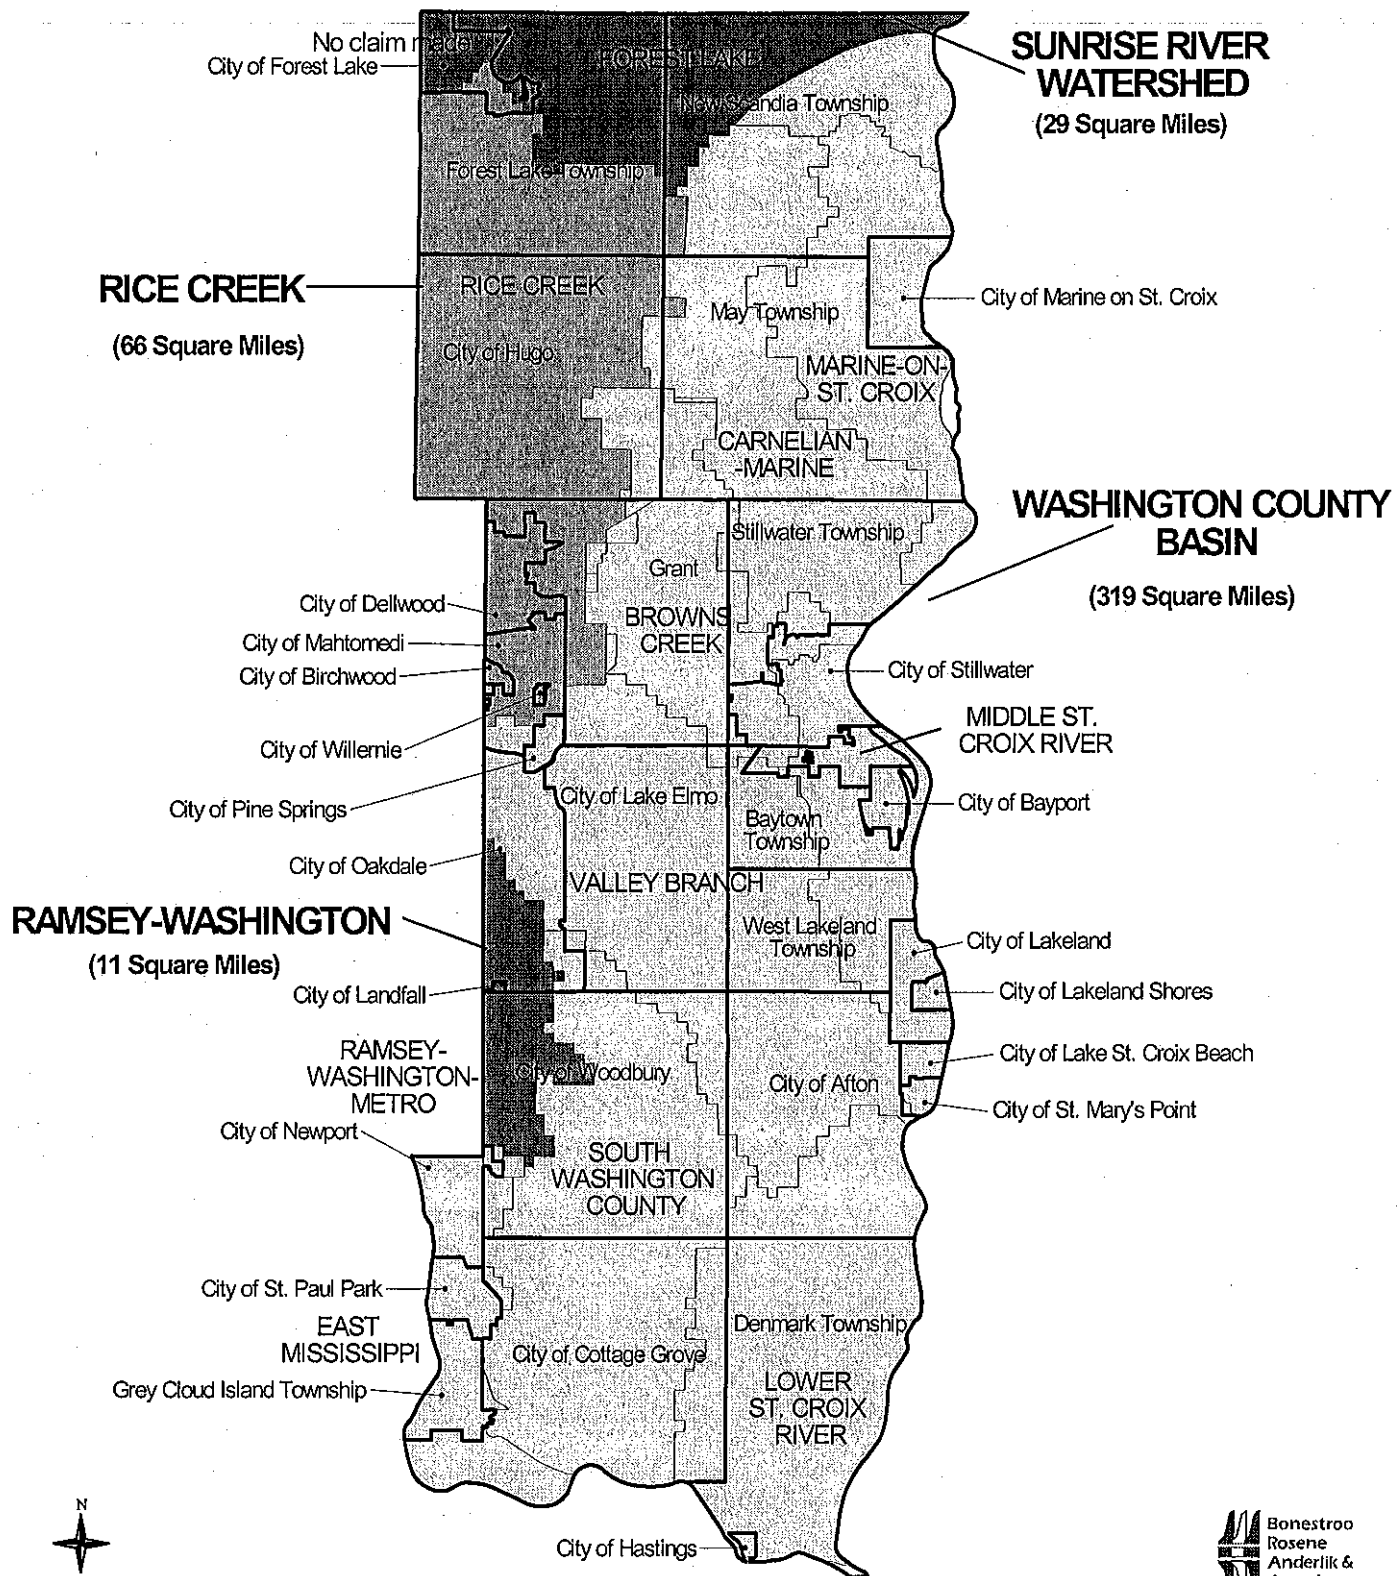 No claim made
City of Forest Lake
FOREST LAKE
SUNRISE RIVER
WATERSHED
(29 Square Miles)
New Scandia Township
Forest Lake Township
RICE CREEK
(66 Square Miles)
RICE CREEK
City of Hugo
May Township
City of Marine on St. Croix
MARINE-ON-
ST. CROIX
CARNELIAN
-MARINE
WASHINGTON COUNTY
BASIN
(319 Square Miles)
Stillwater Township
Grant
BROWNS
CREEK
City of Dellwood
City of Mahtomedi
City of Birchwood
City of Stillwater
City of Willernie
MIDDLE ST.
CROIX RIVER
City of Pine Springs
City of Lake Elmo
City of Bayport
Baytown
Township
City of Oakdale
VALLEY BRANCH
RAMSEY-WASHINGTON
(11 Square Miles)
West Lakeland
Township
City of Lakeland
City of Landfall
City of Lakeland Shores
RAMSEY-
WASHINGTON-
METRO
City of Woodbury
City of Afton
City of Lake St. Croix Beach
City of St. Mary's Point
City of Newport
SOUTH
WASHINGTON
COUNTY
City of St. Paul Park
EAST
MISSISSIPPI
Denmark Township
City of Cottage Grove
Grey Cloud Island Township
LOWER
ST. CROIX
RIVER
N
City of Hastings
Bonestroo
Rosene
Anderlik &